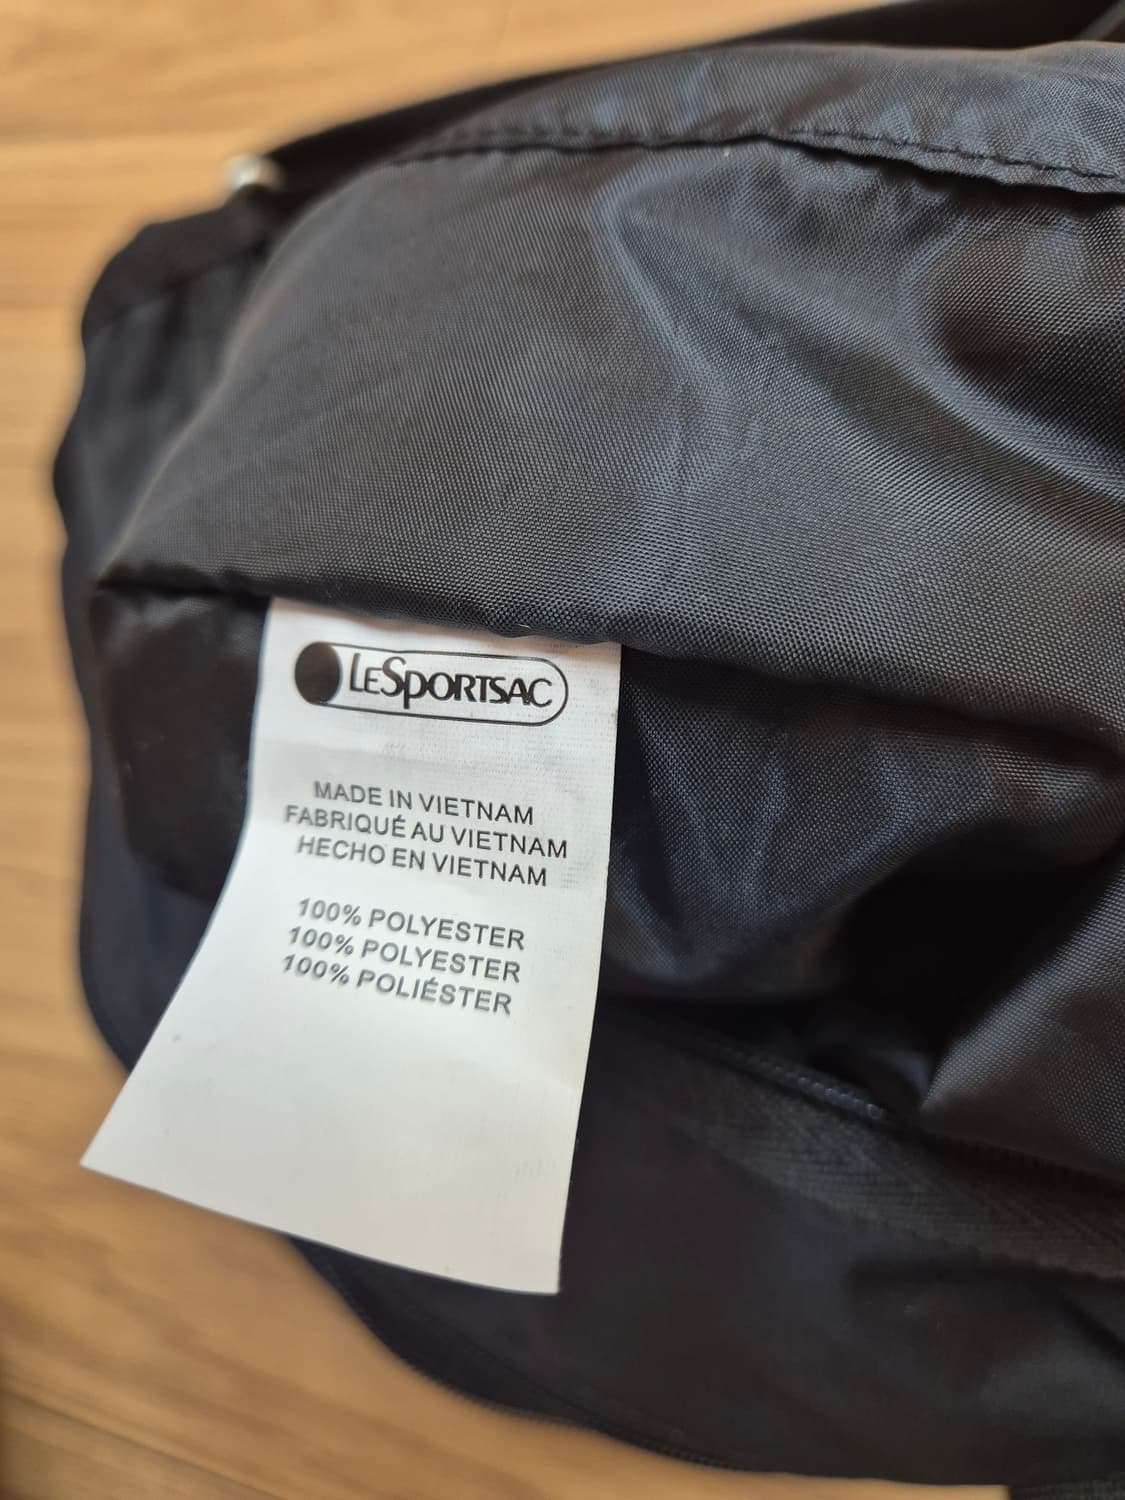 LESPORTSAC
MADE IN VIETNAM
FABRIQUÉ AU VIETNAM
HECHO EN VIETNAM
100% POLYESTER
100% POLYESTER
100% POLIÉSTER